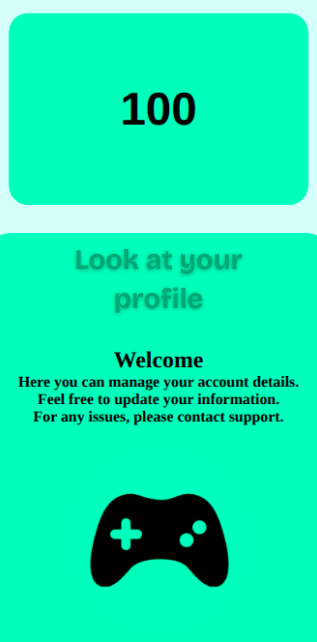 100
Look at your
profile
Welcome
Here you can manage your account details.
Feel free to update your information.
For any issues, please contact support.